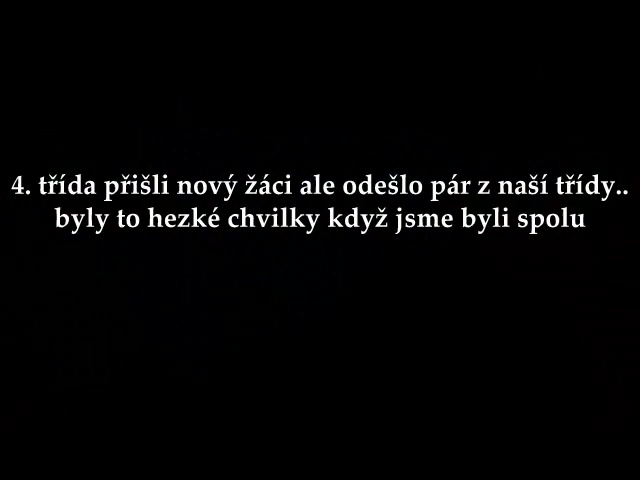 4. třída přišli nový žáci ale odešlo pár z naší třídy..
byly to hezké chvilky když jsme byli spolu